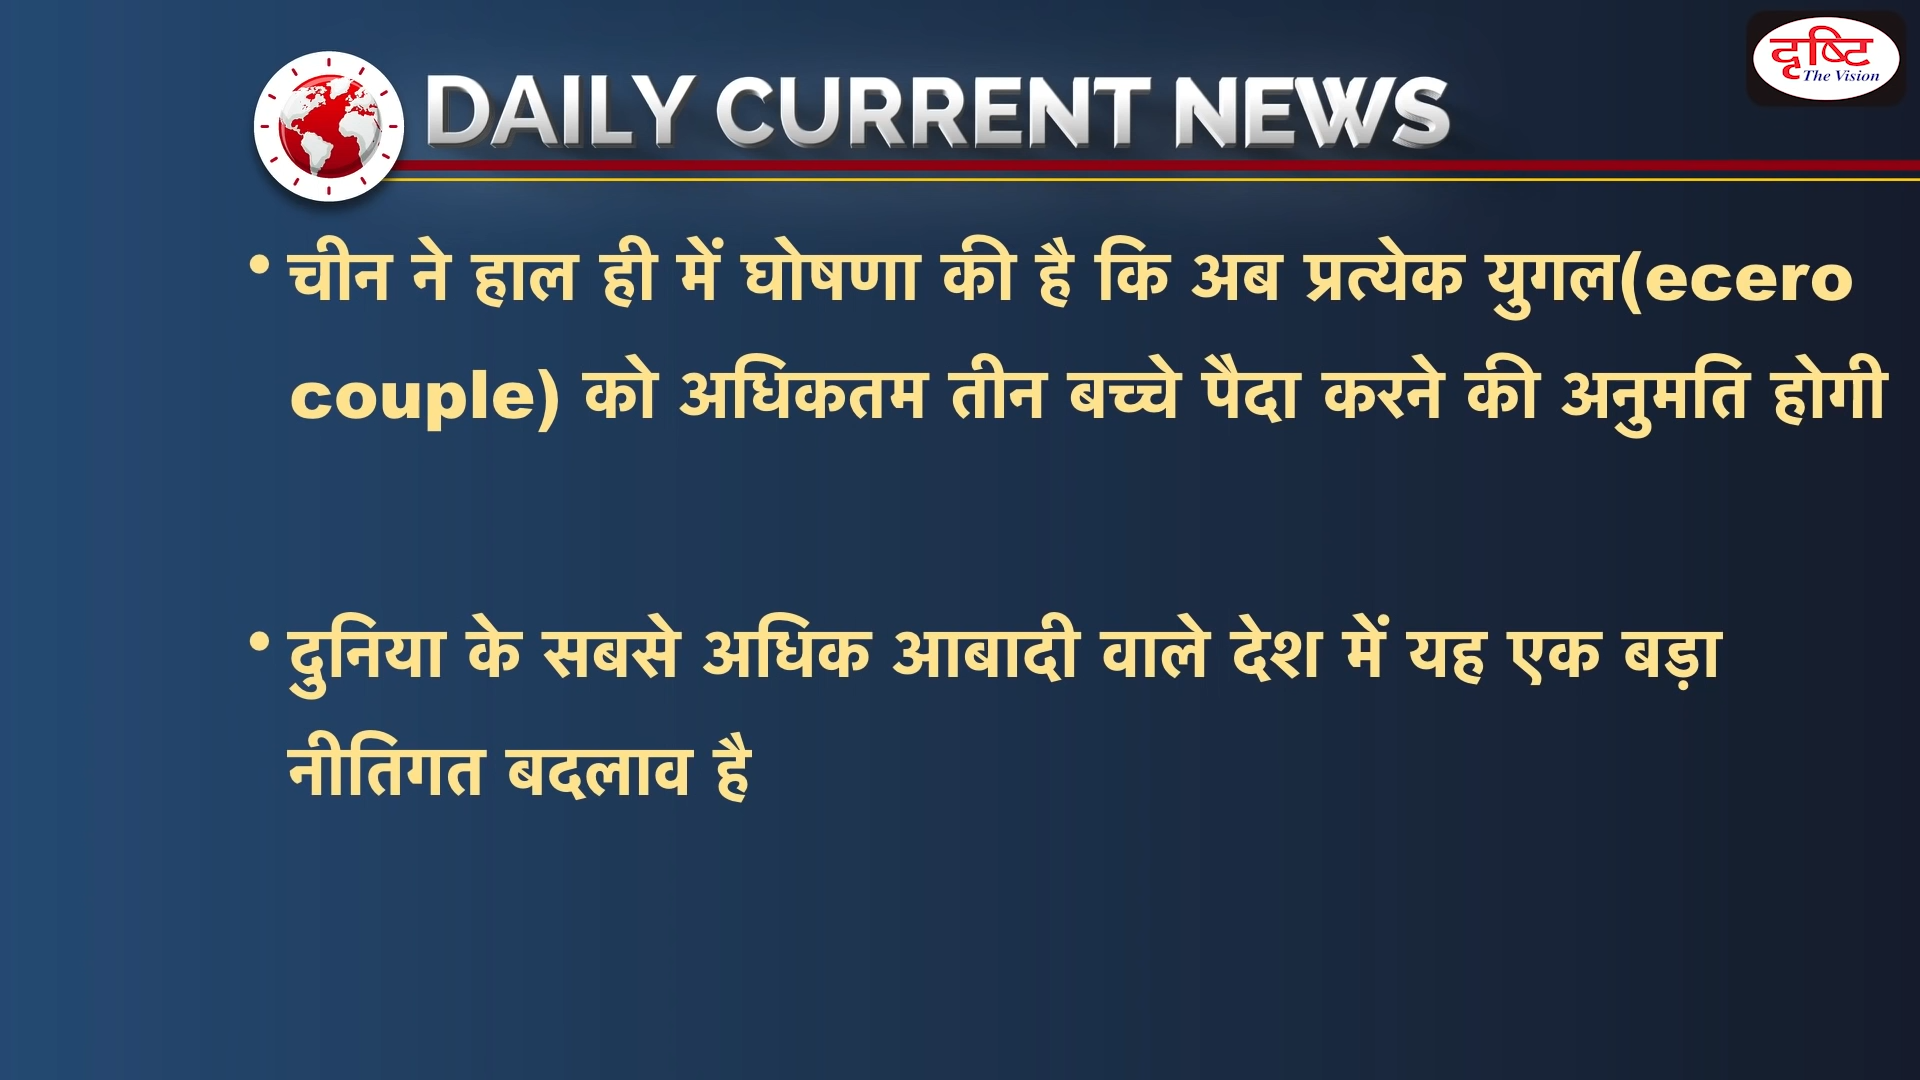 दृष्टि
The Vision
DAILY CURRENT NEWS
• चीन ने हाल ही में घोषणा की है कि अब प्रत्येक युगल(ecero
couple) को अधिकतम तीन बच्चे पैदा करने की अनुमति होगी
• दुनिया के सबसे अधिक आबादी वाले देश में यह एक बड़ा
नीतिगत बदलाव है